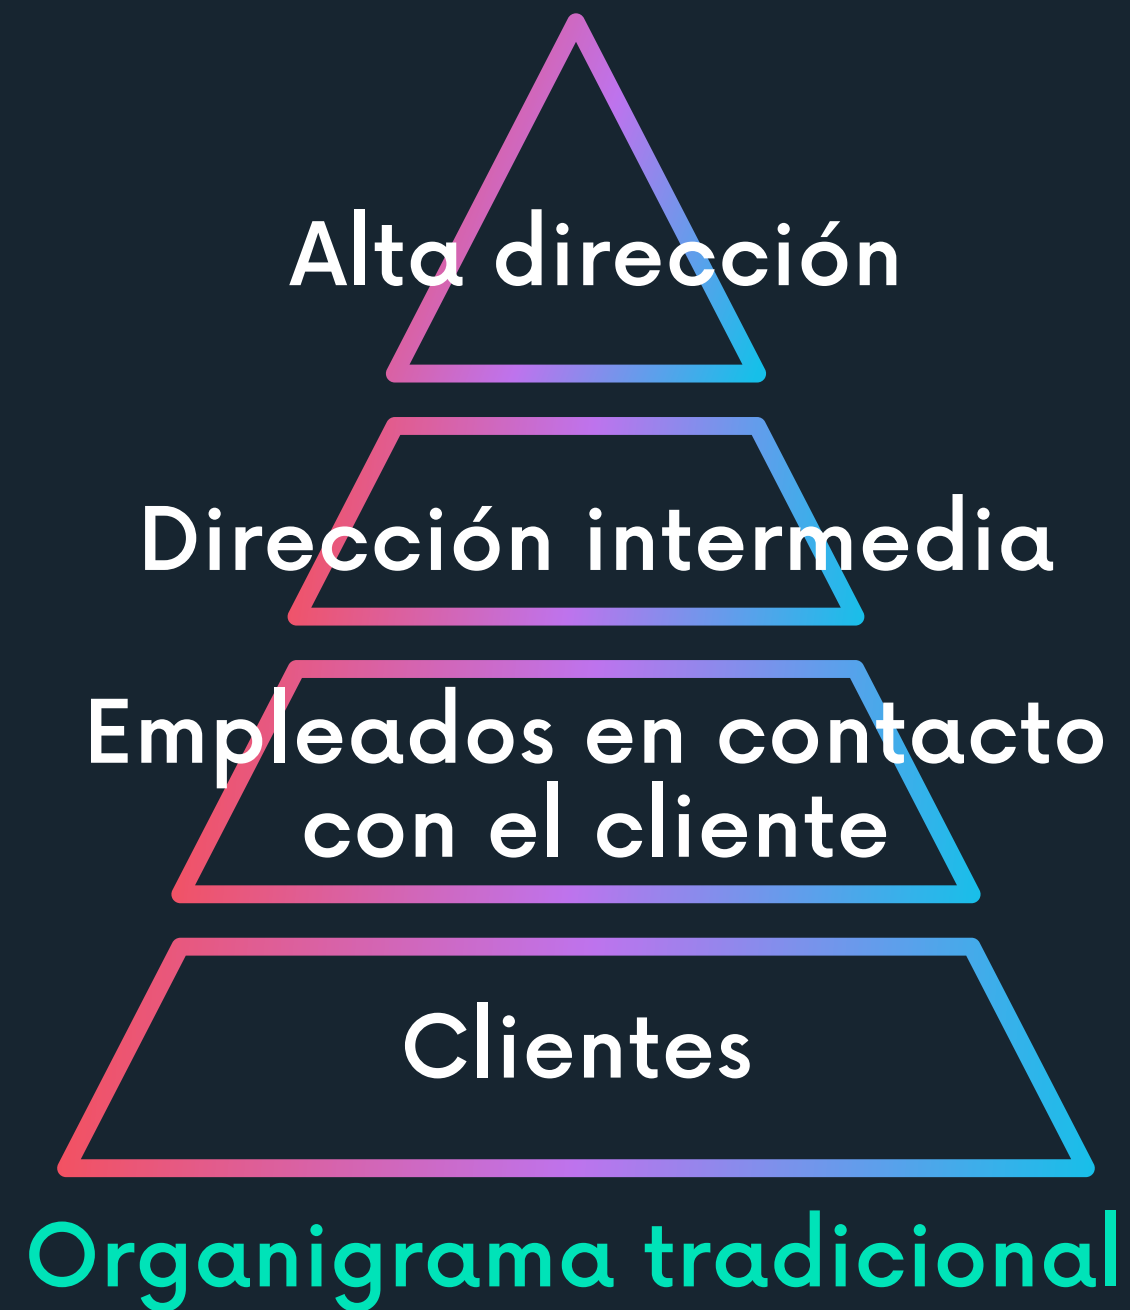 Alta dirección
Dirección intermedia
Empleados en contacto
con el cliente
Clientes
Organigrama tradicional